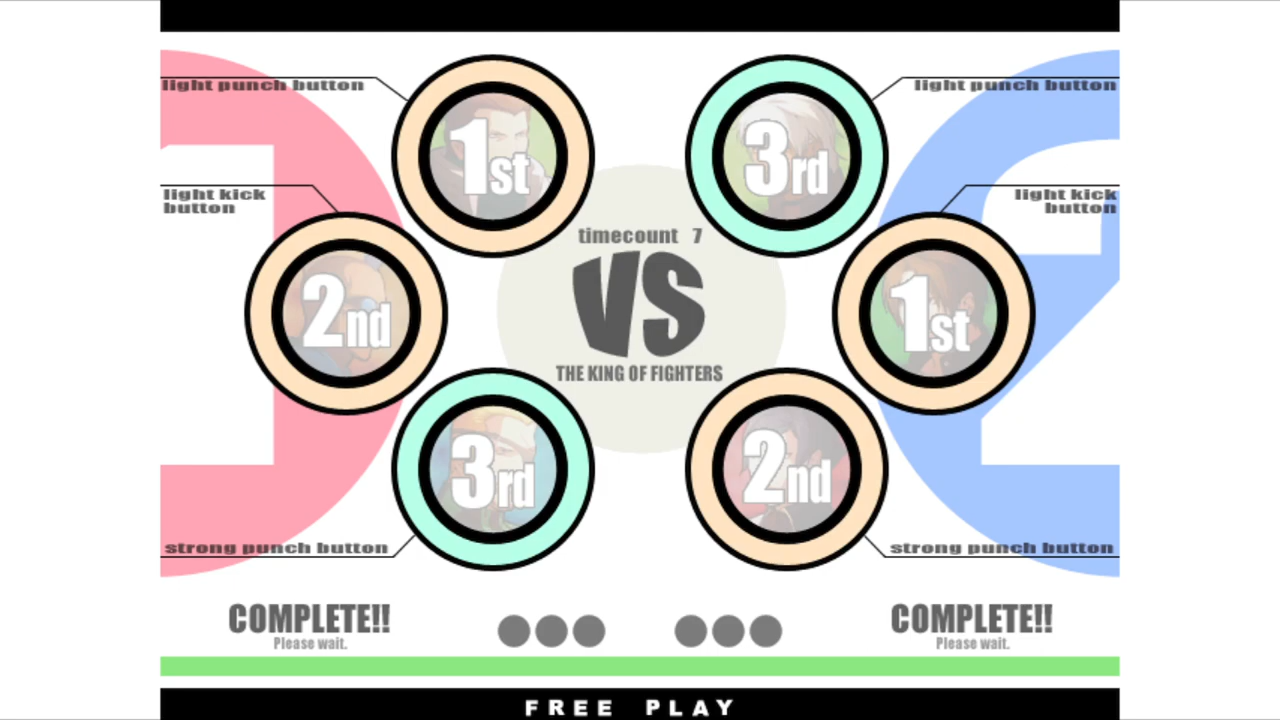 light punch button
light punch button
1st
3rd
light kick
button
light kick
button
timecount 7
VS
THE KING OF FIGHTERS
2nd
1st
3rd
2nd
strong punch button
strong punch button
COMPLETE!!
Please wait.
COMPLETE!!
Please wait.
FREE PLAY
1
2